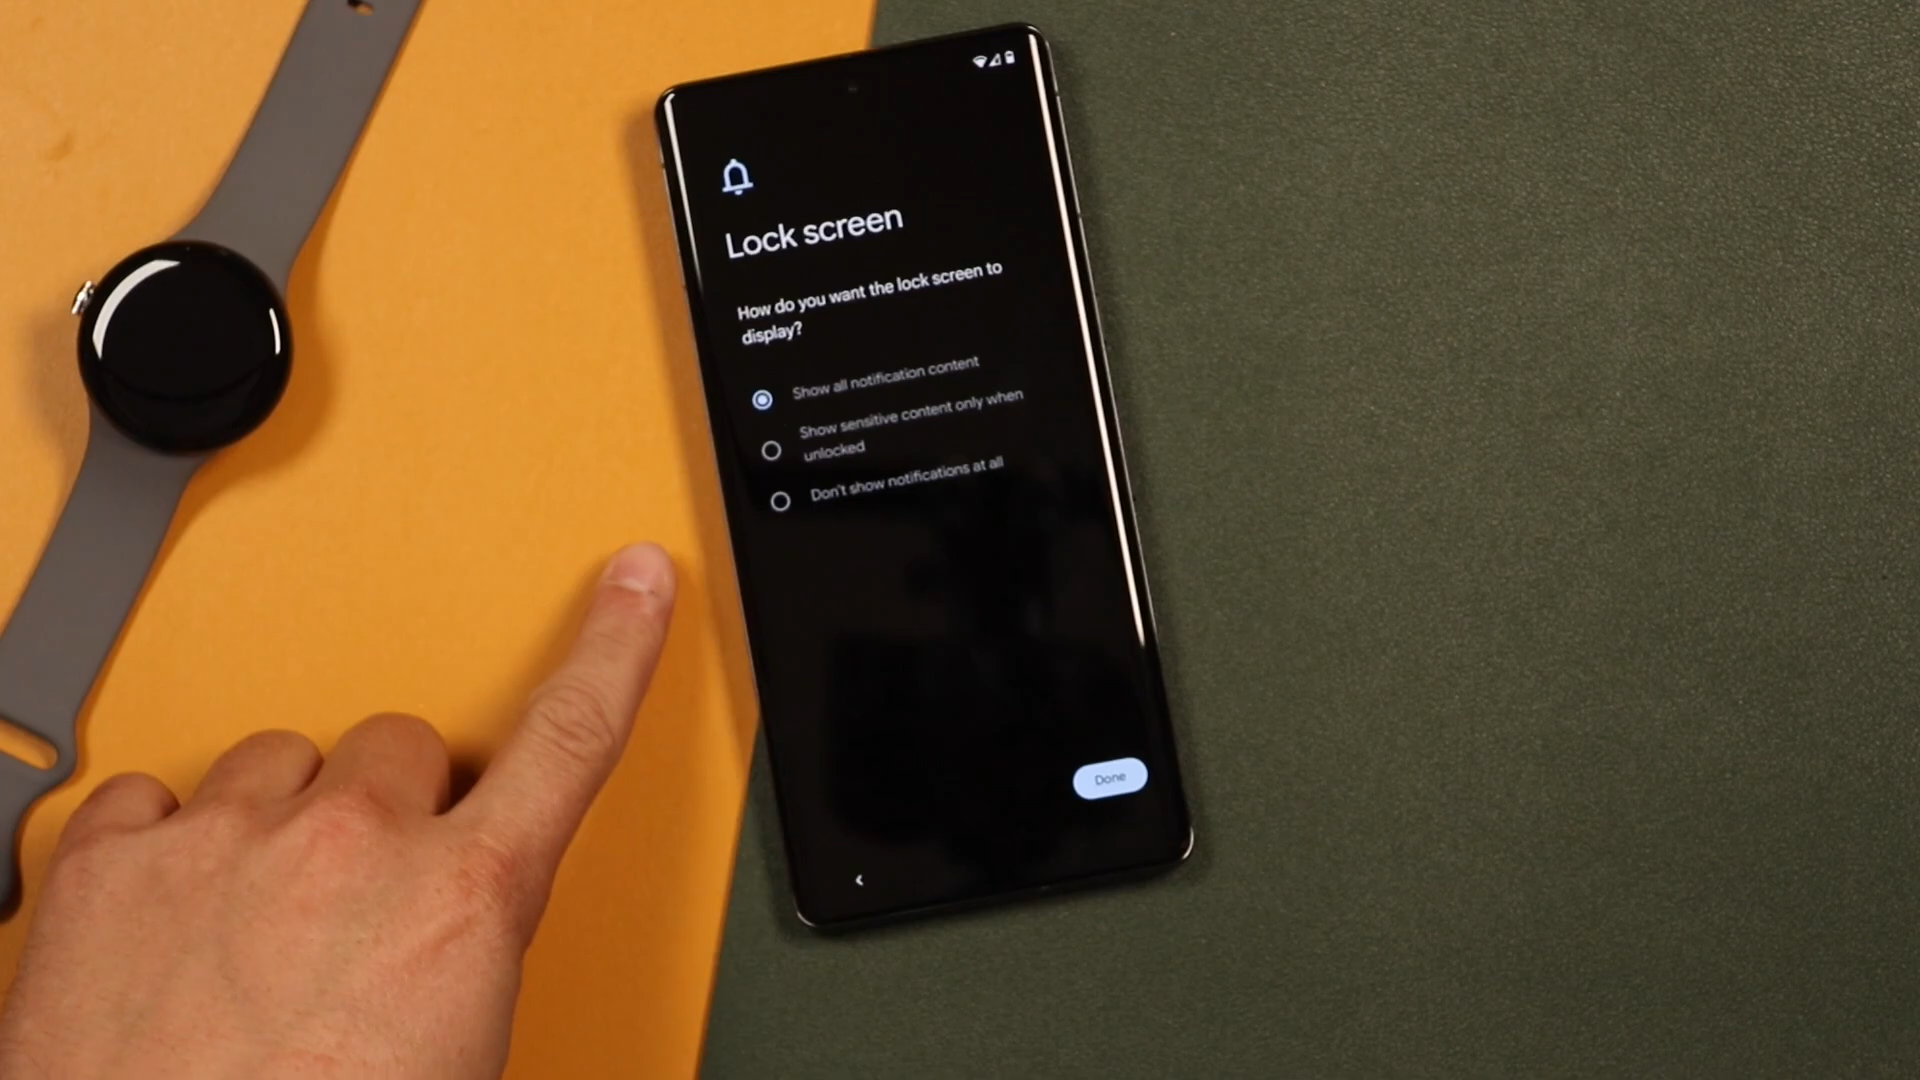 Lock screen
How do you want the lock screen to
display?
Show all notification content
Show sensitive content only when
unlocked
Don't show notifications at all
Done